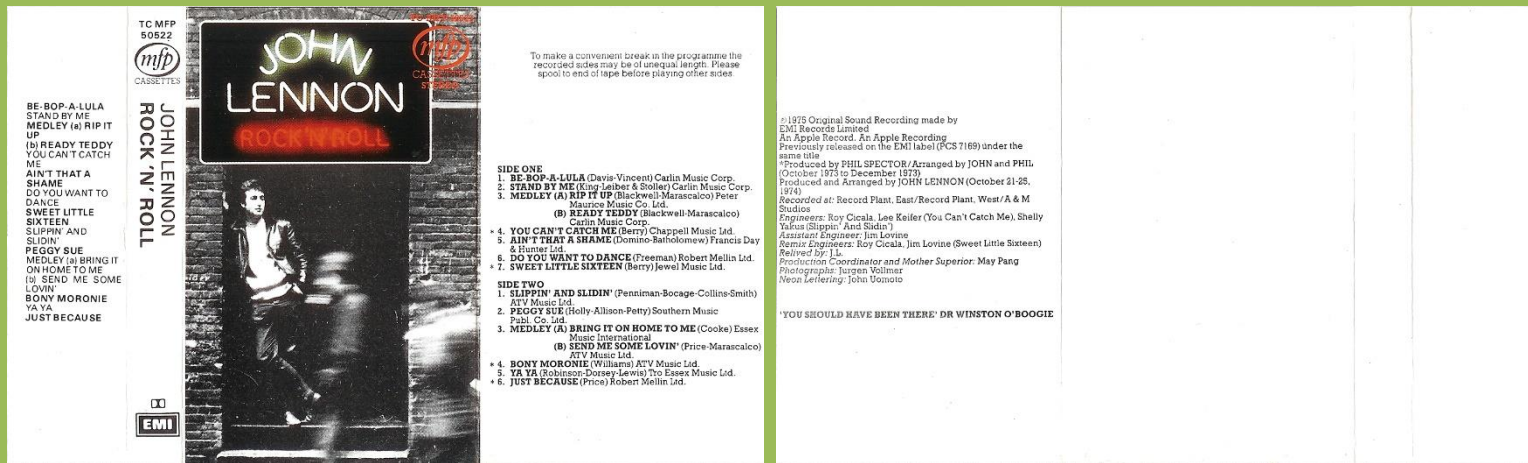 BE-BOP-A-LULA
STAND BY ME
MEDLEY (a) RIP IT
UP
(b) READY TEDDY
YOU CAN'T CATCH
ME
AIN'T THAT A
SHAME
DO YOU WANT TO
DANCE
SWEET LITTLE
SIXTEEN
SLIPPIN' AND
SLIDIN'
PEGGY SUE
MEDLEY (a) BRING IT
ON HOME TO ME
(b) SEND ME SOME
LOVIN'
BONY MORONIE
YA YA
JUST BECAUSE
TC MFP
50522
mfp
CASSETTES
JOHN LENNON
ROCK 'N' ROLL
EMI
JOHN
LENNON
ROCK 'N' ROLL
mfp
CASSETTES
STEREO
To make a convenient break in the programme the
recorded sides may be of unequal length. Please
spool to end of tape before playing other sides
SIDE ONE
1. BE-BOP-A-LULA (Davis-Vincent) Carlin Music Corp.
2. STAND BY ME (King-Leiber & Stoller) Carlin Music Corp.
3. MEDLEY (A) RIP IT UP (Blackwell-Marascalco) Peter
Maurice Music Co. Ltd.
(B) READY TEDDY (Blackwell-Marascalco)
Carlin Music Corp.
* 4. YOU CAN'T CATCH ME (Berry) Chappell Music Ltd.
5. AIN'T THAT A SHAME (Domino-Batholomew) Francis Day
& Hunter Ltd.
6. DO YOU WANT TO DANCE (Freeman) Robert Mellin Ltd.
* 7. SWEET LITTLE SIXTEEN (Berry) Jewel Music Ltd.
SIDE TWO
1. SLIPPIN' AND SLIDIN' (Penniman-Bocage-Collins-Smith)
ATV Music Ltd.
2. PEGGY SUE (Holly-Allison-Petty) Southern Music
Publ. Co. Ltd.
3. MEDLEY (A) BRING IT ON HOME TO ME (Cooke) Essex
Music International
(B) SEND ME SOME LOVIN' (Price-Marascalco)
ATV Music Ltd.
* 4. BONY MORONIE (Williams) ATV Music Ltd.
5. YA YA (Robinson-Dorsey-Lewis) Tro Essex Music Ltd.
* 6. JUST BECAUSE (Price) Robert Mellin Ltd.
℗1975 Original Sound Recording made by
EMI Records Limited
An Apple Record. An Apple Recording
Previously released on the EMI label (PCS 7169) under the
same title
*Produced by PHIL SPECTOR/Arranged by JOHN and PHIL
(October 1973 to December 1973)
Produced and Arranged by JOHN LENNON (October 21-25,
1974)
Recorded at: Record Plant, East/Record Plant, West/A & M
Studios
Engineers: Roy Cicala, Lee Keifer (You Can't Catch Me), Shelly
Yakus (Slippin' And Slidin')
Assistant Engineer: Jim Lovine
Remix Engineers: Roy Cicala, Jim Lovine (Sweet Little Sixteen)
Relived by: J.L.
Production Coordinator and Mother Superior: May Pang
Photographs: Jurgen Vollmer
Neon Lettering: John Uomoto
'YOU SHOULD HAVE BEEN THERE' DR WINSTON O'BOOGIE